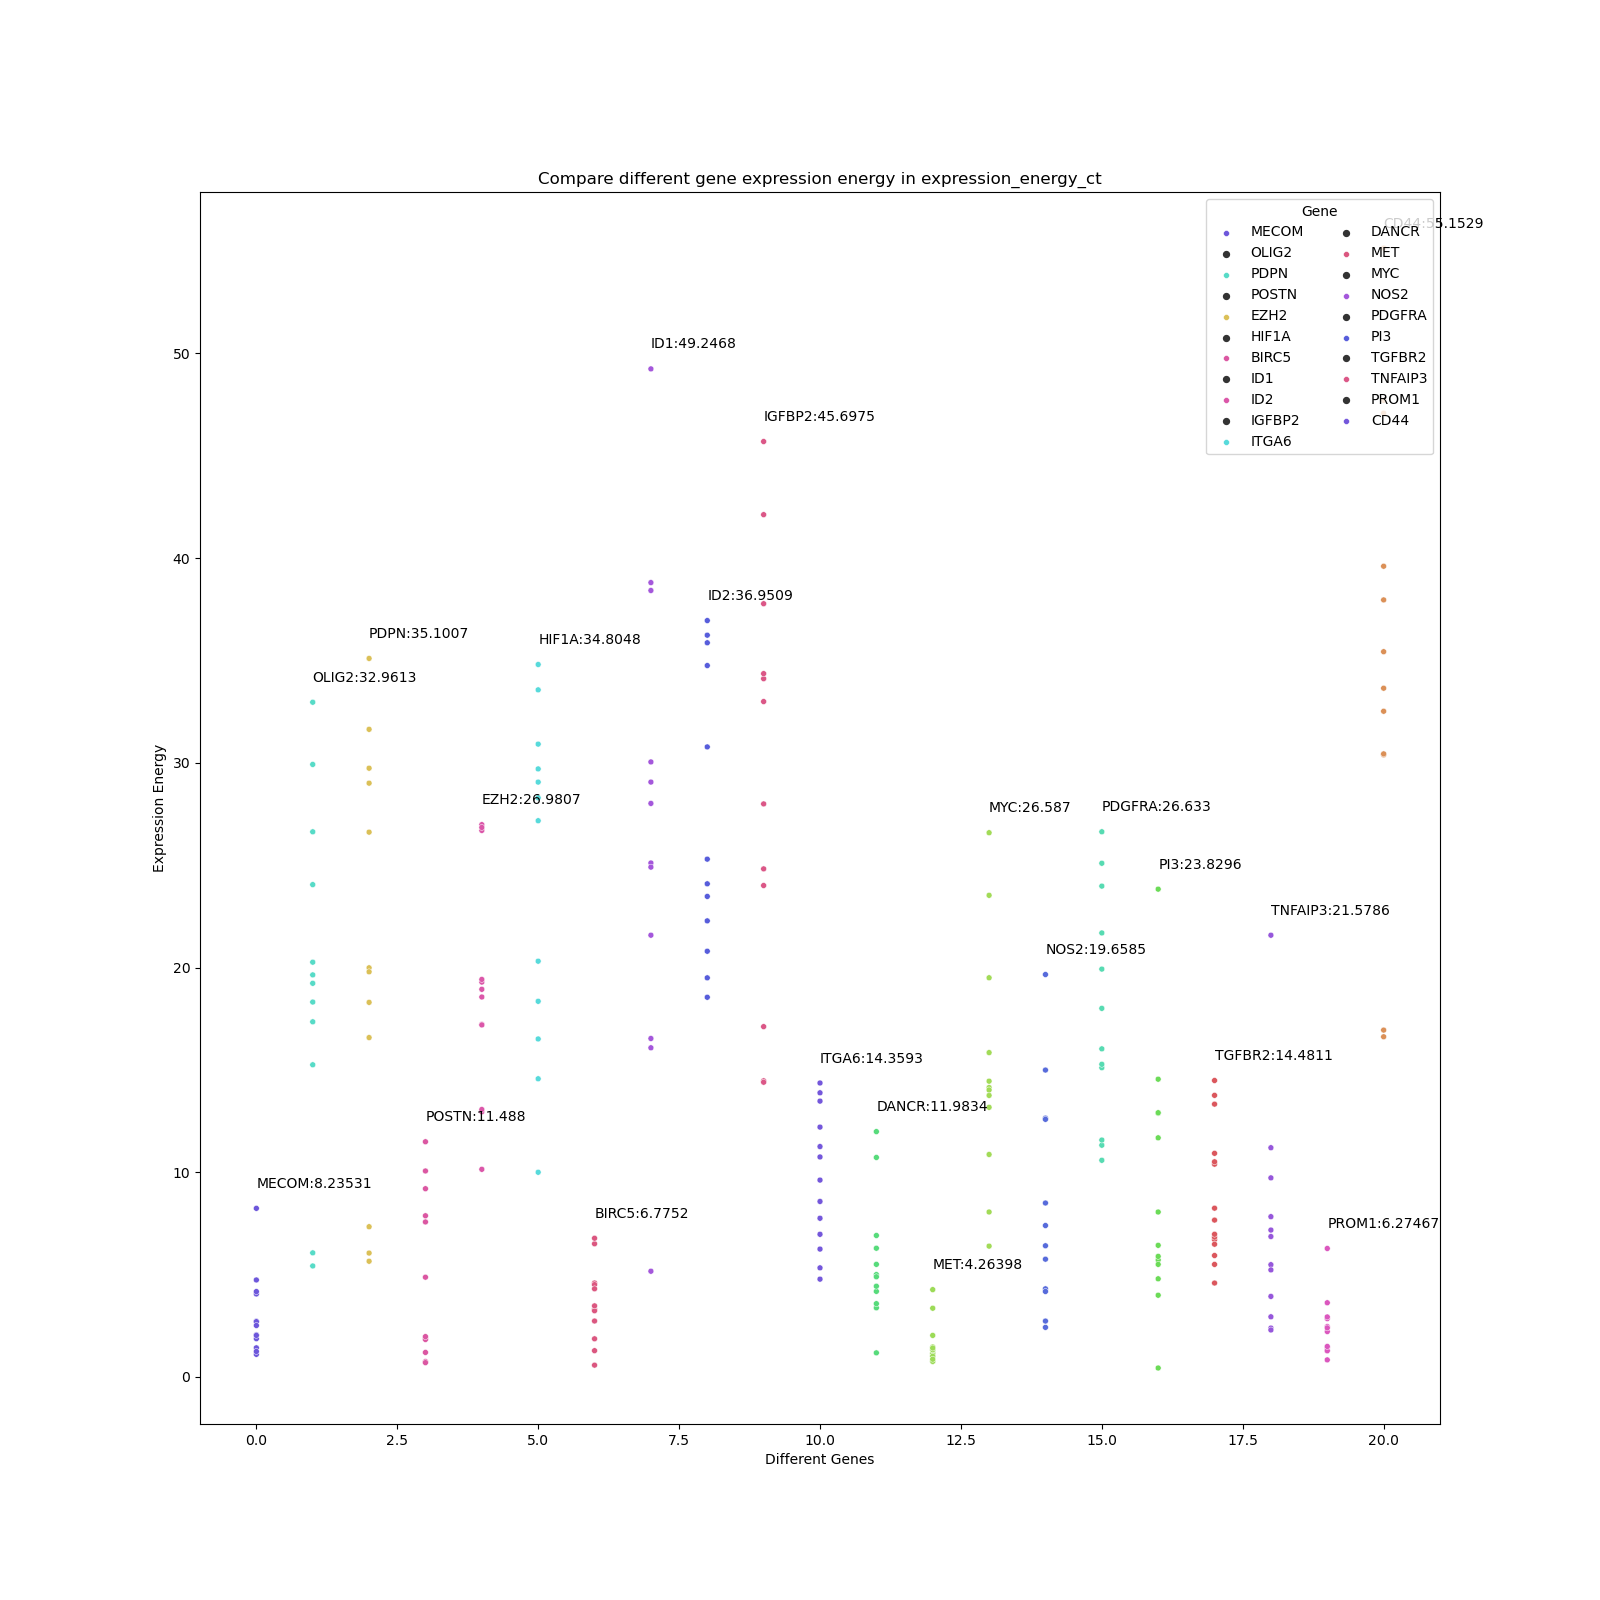 Compare different gene expression energy in expression_energy_ct
Gene
MECOM
OLIG2
PDPN
POSTN
EZH2
HIF1A
BIRC5
ID1
ID2
IGFBP2
ITGA6
DANCR
MET
MYC
NOS2
PDGFRA
PI3
TGFBR2
TNFAIP3
PROM1
CD44
CD44:55.1529
ID1:49.2468
IGFBP2:45.6975
ID2:36.9509
PDPN:35.1007
HIF1A:34.8048
OLIG2:32.9613
EZH2:26.9807
MYC:26.587
PDGFRA:26.633
PI3:23.8296
TNFAIP3:21.5786
NOS2:19.6585
ITGA6:14.3593
TGFBR2:14.4811
POSTN:11.488
DANCR:11.9834
MECOM:8.23531
BIRC5:6.7752
PROM1:6.27467
MET:4.26398
50
40
30
20
10
0
Expression Energy
0.0 2.5 5.0 7.5 10.0 12.5 15.0 17.5 20.0
Different Genes